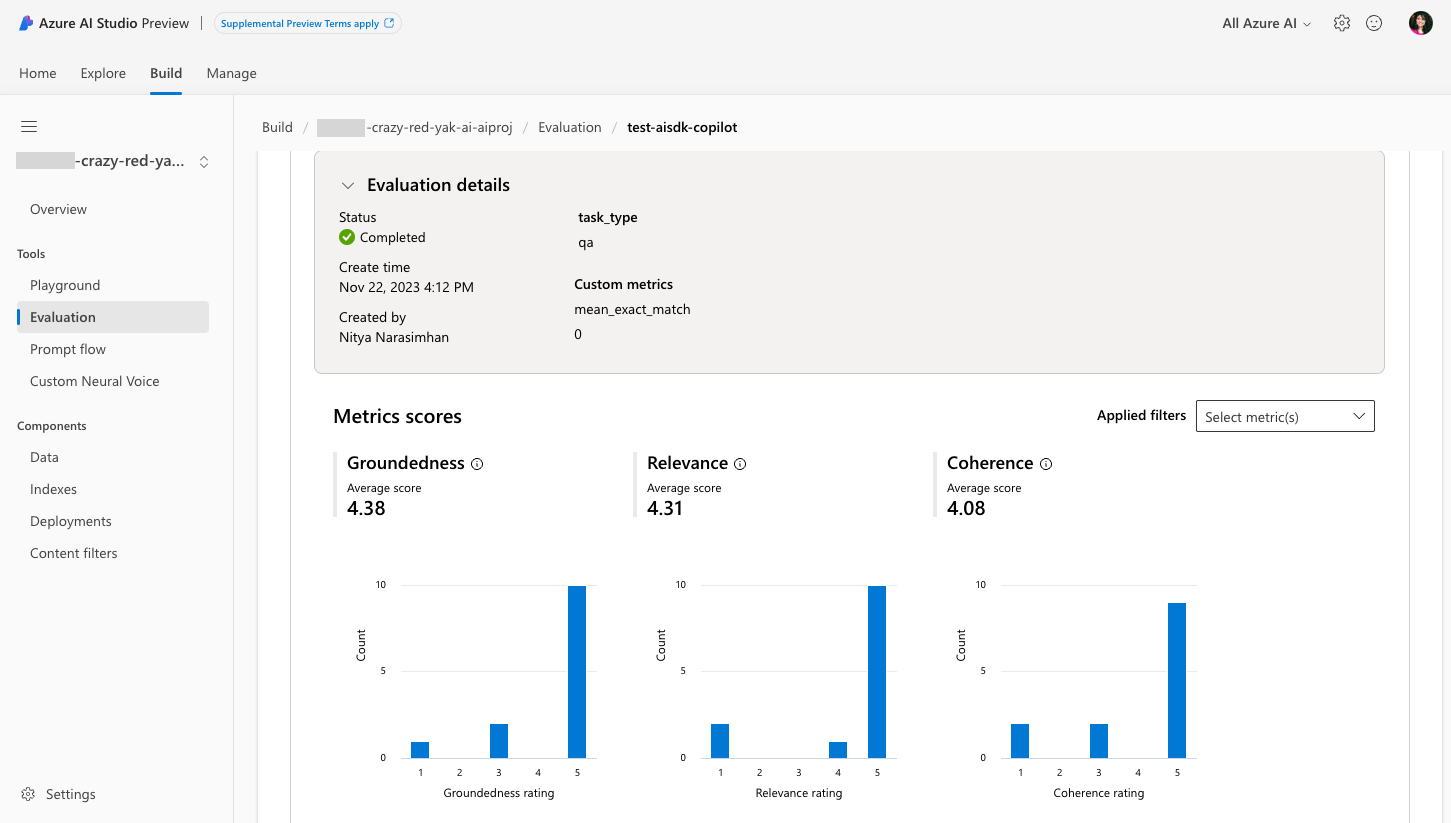 Azure AI Studio Preview | Supplemental Preview Terms apply
All Azure AI
Home Explore Build Manage
Build / -crazy-red-yak-ai-aiproj / Evaluation / test-aisdk-copilot
-crazy-red-ya...
Overview
Tools
Playground
Evaluation
Prompt flow
Custom Neural Voice
Components
Data
Indexes
Deployments
Content filters
Settings
Evaluation details
Status
Completed
Create time
Nov 22, 2023 4:12 PM
Created by
Nitya Narasimhan
task_type
qa
Custom metrics
mean_exact_match
0
Metrics scores
Applied filters Select metric(s)
Groundedness
Average score
4.38
10
5
0
Count
1 2 3 4 5
Groundedness rating
Relevance
Average score
4.31
10
5
0
Count
1 2 3 4 5
Relevance rating
Coherence
Average score
4.08
10
5
0
Count
1 2 3 4 5
Coherence rating